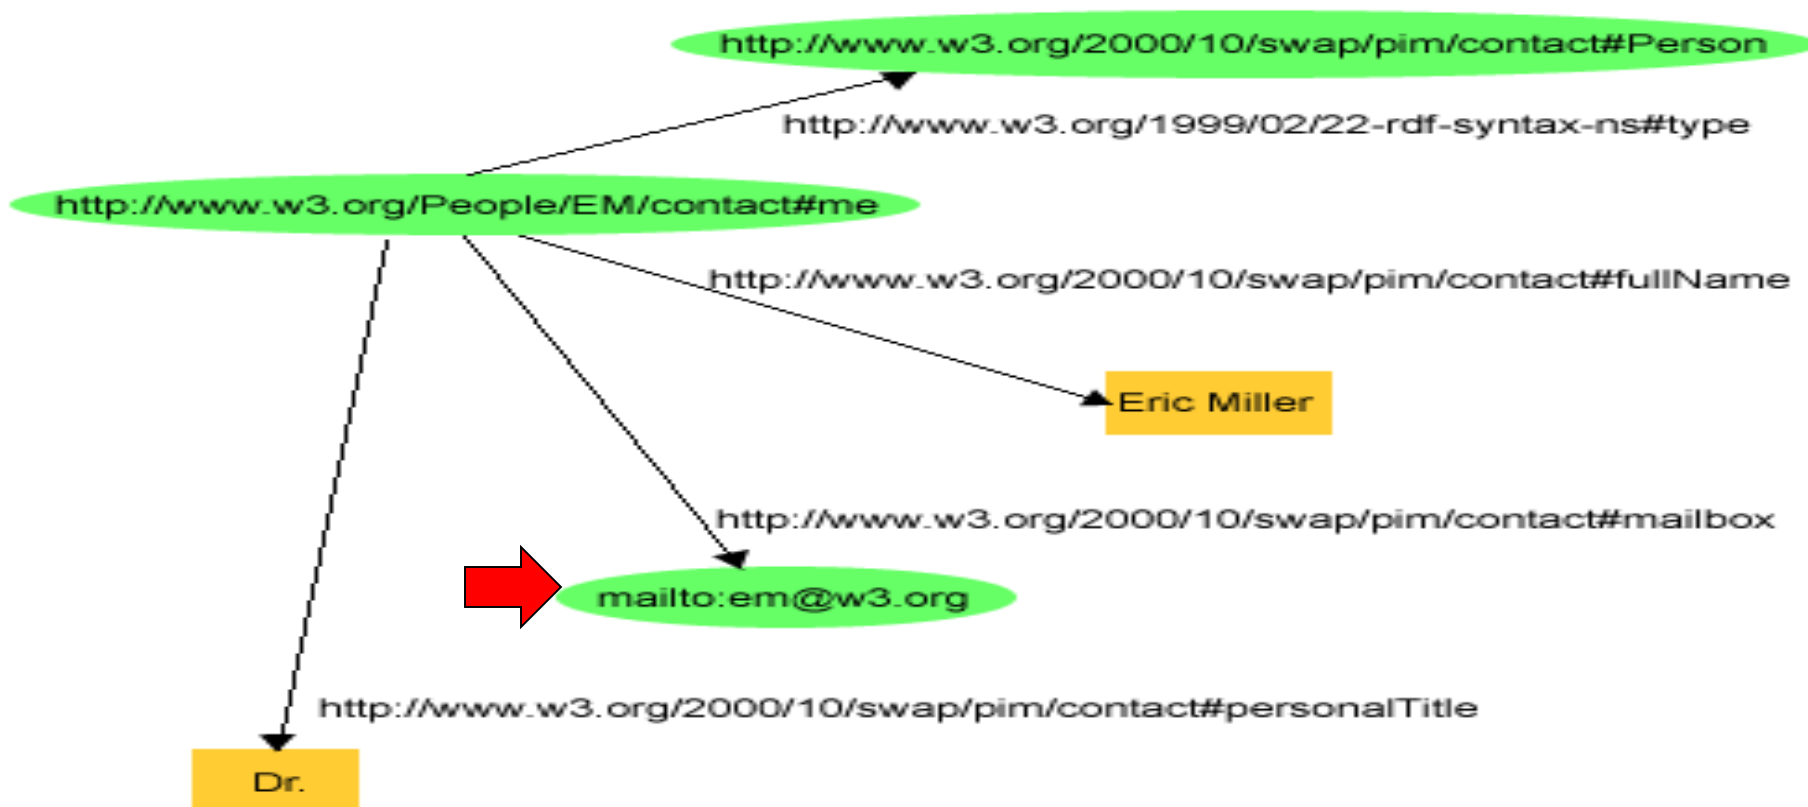 http://www.w3.org/2000/10/swap/pim/contact#Person
http://www.w3.org/1999/02/22-rdf-syntax-ns#type
http://www.w3.org/People/EM/contact#me
http://www.w3.org/2000/10/swap/pim/contact#fullName
Eric Miller
http://www.w3.org/2000/10/swap/pim/contact#mailbox
mailto:em@w3.org
http://www.w3.org/2000/10/swap/pim/contact#personalTitle
Dr.